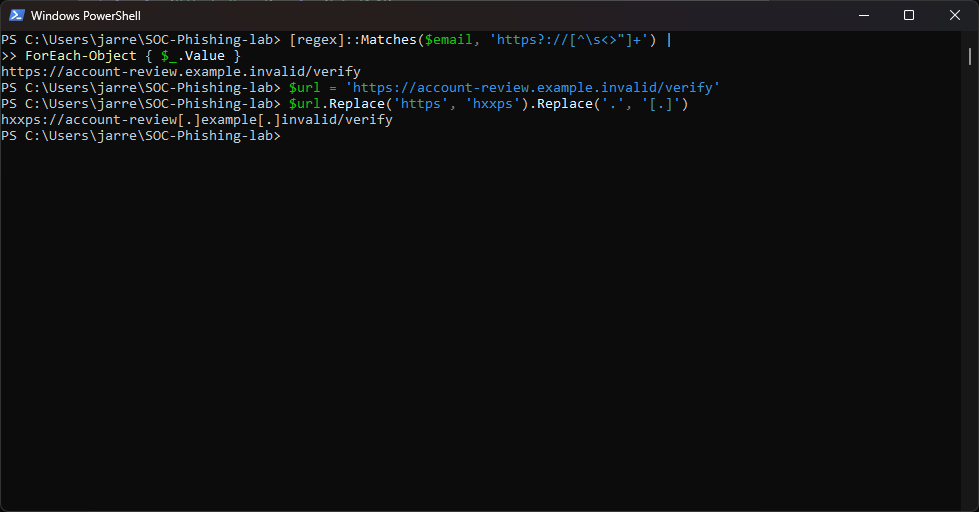 Windows PowerShell
PS C:\Users\jarre\SOC-Phishing-lab> [regex]::Matches($email, 'https?://[^\s<>"]+') |
>> ForEach-Object { $_.Value }
https://account-review.example.invalid/verify
PS C:\Users\jarre\SOC-Phishing-lab> $url = 'https://account-review.example.invalid/verify'
PS C:\Users\jarre\SOC-Phishing-lab> $url.Replace('https', 'hxxps').Replace('.', '[.]')
hxxps://account-review[.]example[.]invalid/verify
PS C:\Users\jarre\SOC-Phishing-lab>